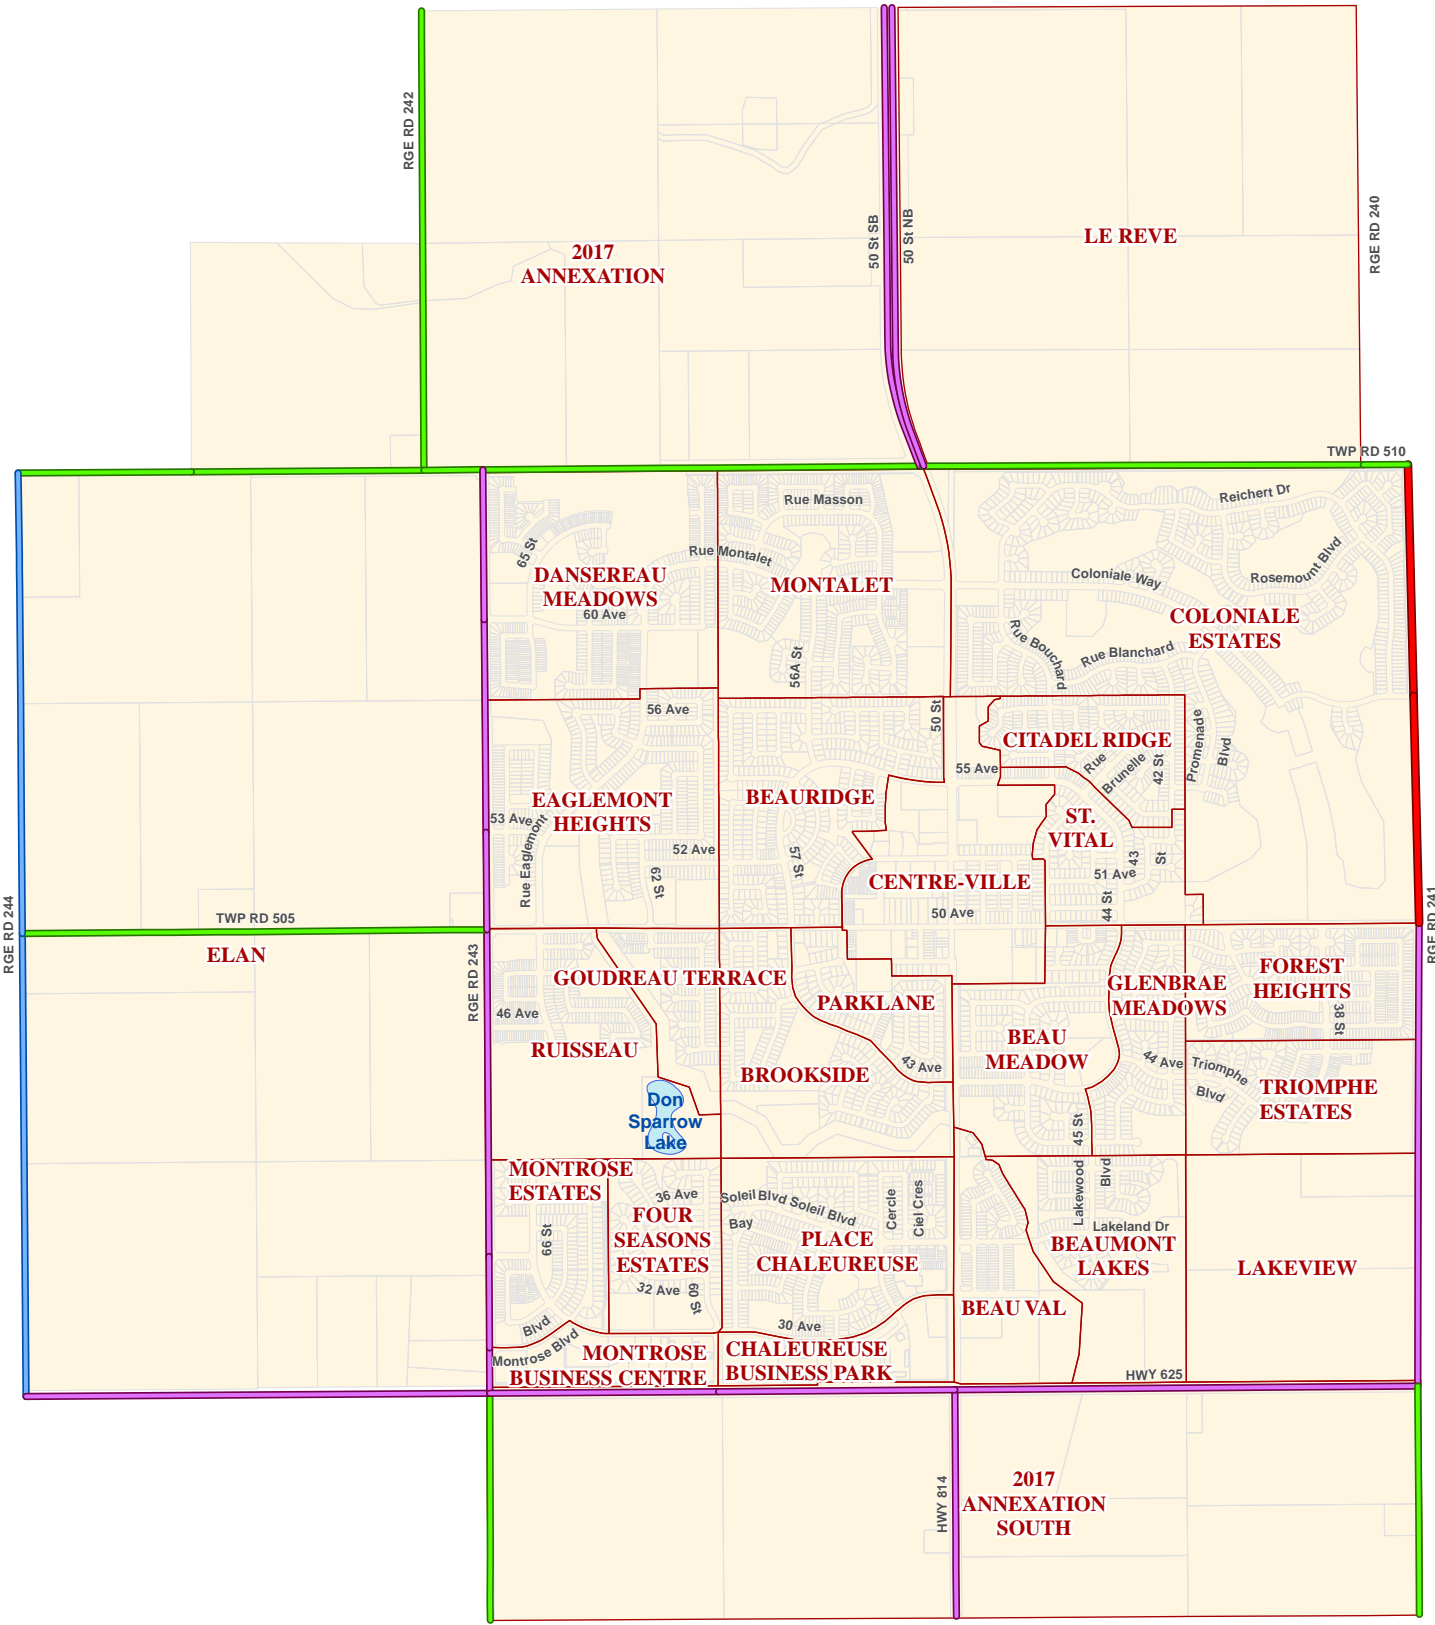 RGE RD 242
50 St SB
50 St NB
RGE RD 240
LE REVE
2017
ANNEXATION
TWP RD 510
Rue Masson
Reichert Dr
65 St
Rue Montalet
Rosemount Blvd
DANSEREAU
MEADOWS
MONTALET
Coloniale Way
60 Ave
COLONIALE
ESTATES
Rue Bouchard
Rue Blanchard
56A St
56 Ave
50 St
CITADEL RIDGE
Promenade
Blvd
55 Ave
Rue
Brunelle
42 St
EAGLEMONT
HEIGHTS
BEAURIDGE
53 Ave
Rue Eaglemont
ST.
VITAL
52 Ave
57 St
43
St
62 St
CENTRE-VILLE
51 Ave
44 St
50 Ave
TWP RD 505
RGE RD 244
RGE RD 241
ELAN
RGE RD 243
GOUDREAU TERRACE
GLENBRAE
MEADOWS
FOREST
HEIGHTS
PARKLANE
46 Ave
38 St
RUISSEAU
BEAU
MEADOW
43 Ave
44 Ave
Triomphe
Blvd
BROOKSIDE
TRIOMPHE
ESTATES
Don
Sparrow
Lake
45 St
MONTROSE
ESTATES
36 Ave
Soleil Blvd
Soleil Blvd
Bay
Cercle
Ciel Cres
Lakewood
Blvd
Lakeland Dr
66 St
FOUR
SEASONS
ESTATES
PLACE
CHALEUREUSE
BEAUMONT
LAKES
LAKEVIEW
32 Ave
60 St
BEAU VAL
30 Ave
Blvd
Montrose Blvd
MONTROSE
BUSINESS CENTRE
CHALEUREUSE
BUSINESS PARK
HWY 625
HWY 814
2017
ANNEXATION
SOUTH